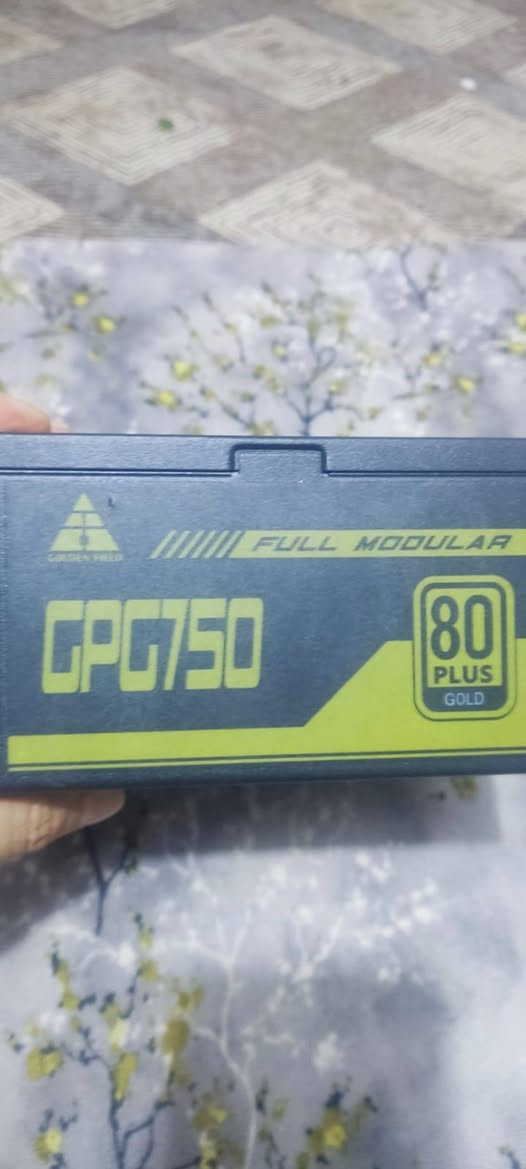 GOLDEN FIELD
FULL MODULAR
GPG750
80
PLUS
GOLD